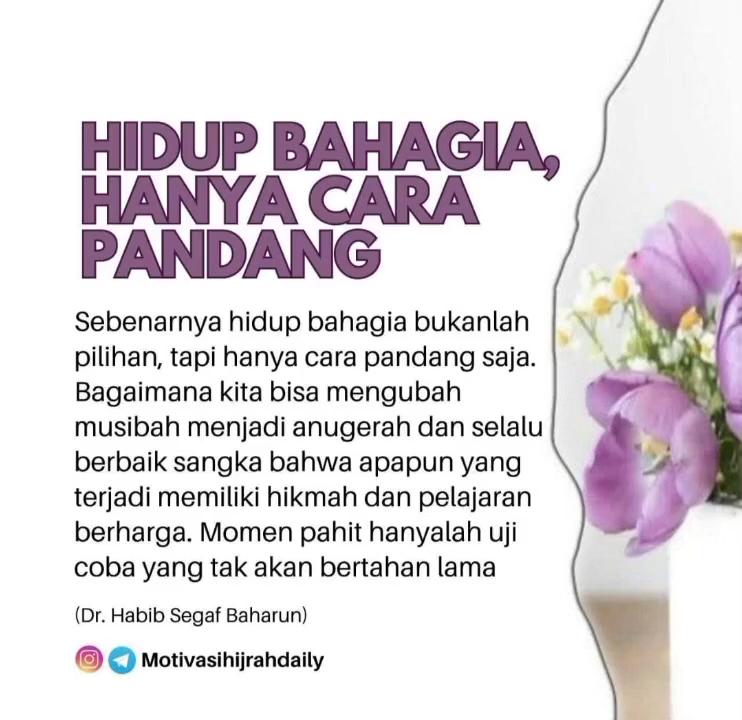 HIDUP BAHAGIA,
HANYA CARA
PANDANG
Sebenarnya hidup bahagia bukanlah
pilihan, tapi hanya cara pandang saja.
Bagaimana kita bisa mengubah
musibah menjadi anugerah dan selalu
berbaik sangka bahwa apapun yang
terjadi memiliki hikmah dan pelajaran
berharga. Momen pahit hanyalah uji
coba yang tak akan bertahan lama
(Dr. Habib Segaf Baharun)
Motivasihijrahdaily